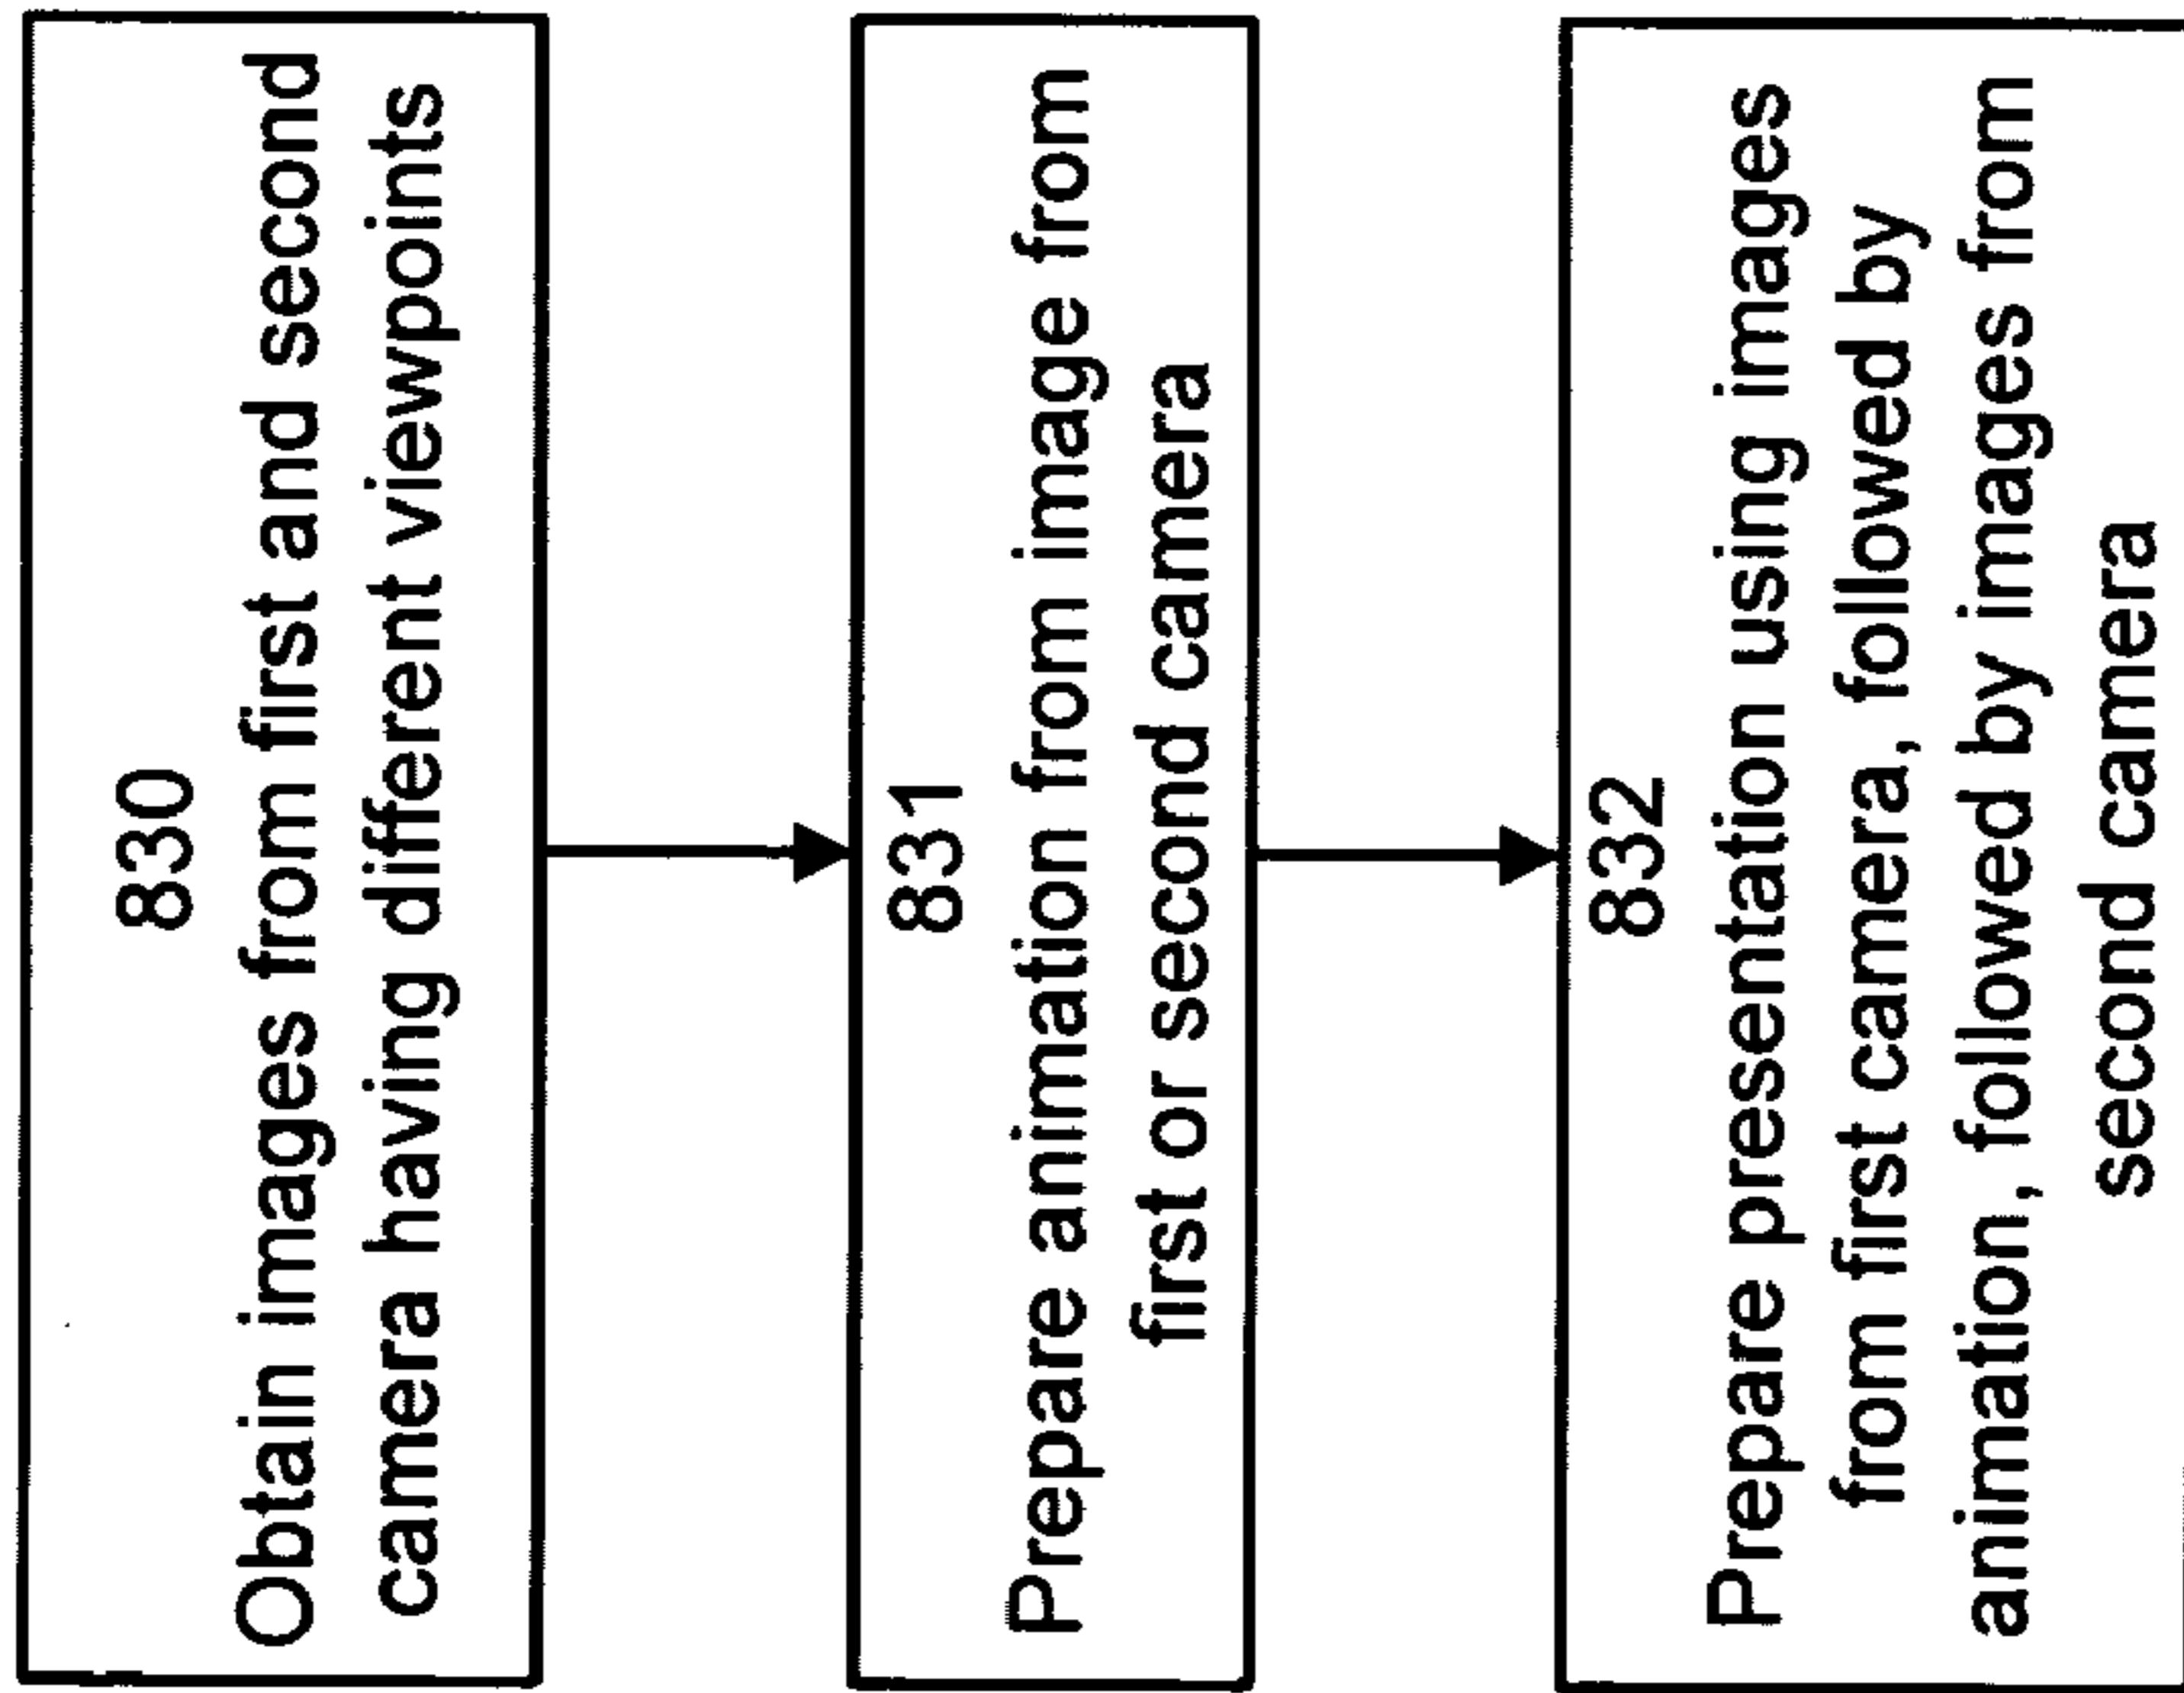 830
Obtain images from first and second
camera having different viewpoints
831
Prepare animation from image from
first or second camera
832
Prepare presentation using images
from first camera, followed by
animation, followed by images from
second camera